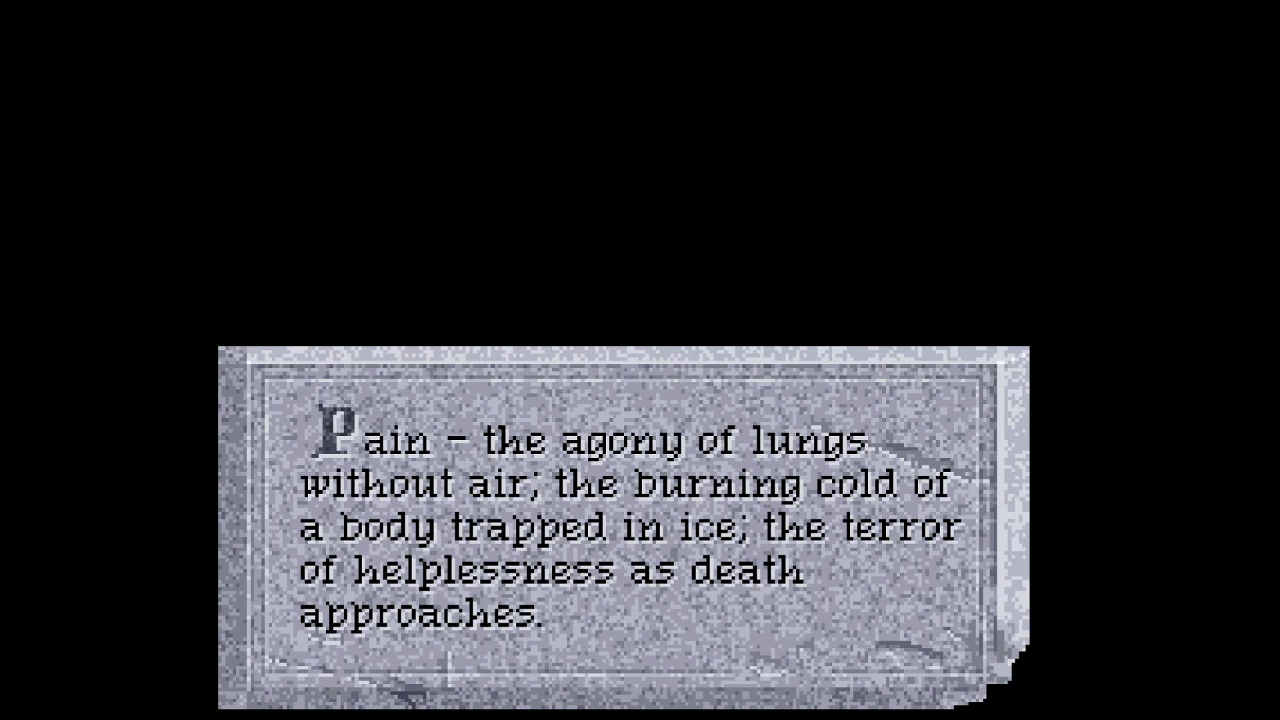 Pain - the agony of lungs
without air; the burning cold of
a body trapped in ice; the terror
of helplessness as death
approaches.